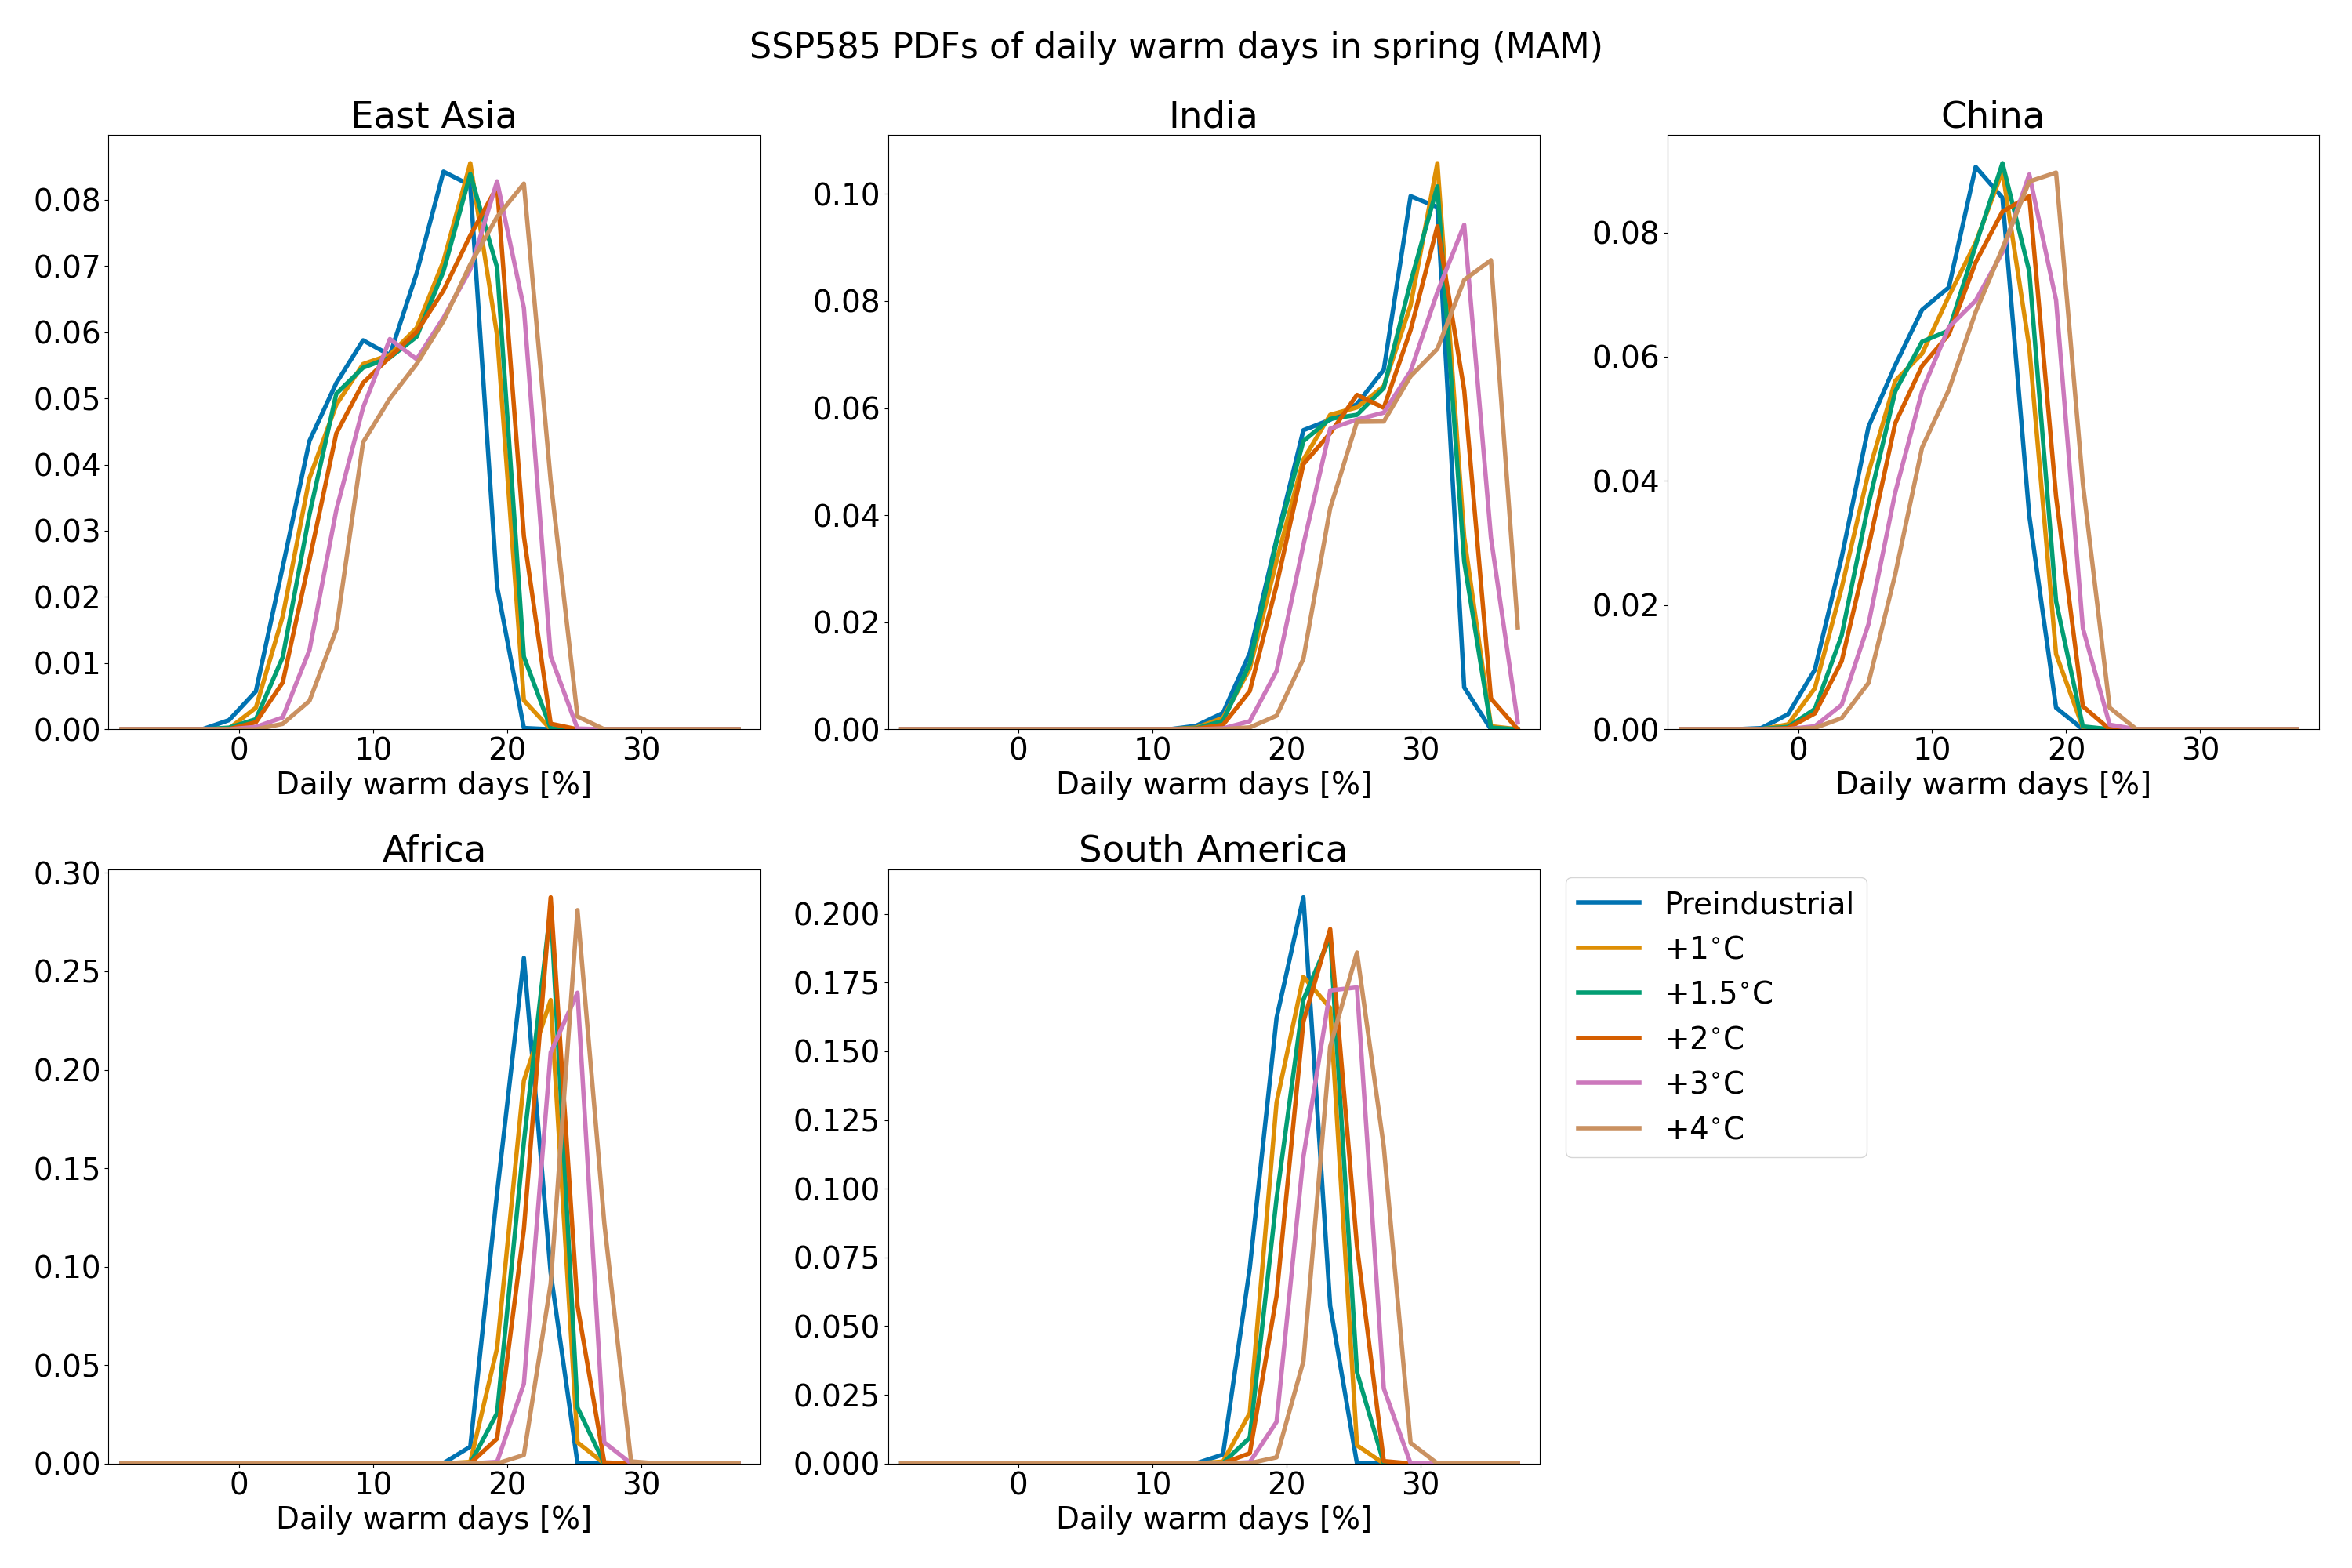 SSP585 PDFs of daily warm days in spring (MAM)
East Asia
0.08
0.07
0.06
0.05
0.04
0.03
0.02
0.01
0.00
0 10 20 30
Daily warm days [%]
India
0.10
0.08
0.06
0.04
0.02
0.00
0 10 20 30
Daily warm days [%]
China
0.08
0.06
0.04
0.02
0.00
0 10 20 30
Daily warm days [%]
Africa
0.30
0.25
0.20
0.15
0.10
0.05
0.00
0 10 20 30
Daily warm days [%]
South America
0.200
0.175
0.150
0.125
0.100
0.075
0.050
0.025
0.000
0 10 20 30
Daily warm days [%]
Preindustrial
+1°C
+1.5°C
+2°C
+3°C
+4°C